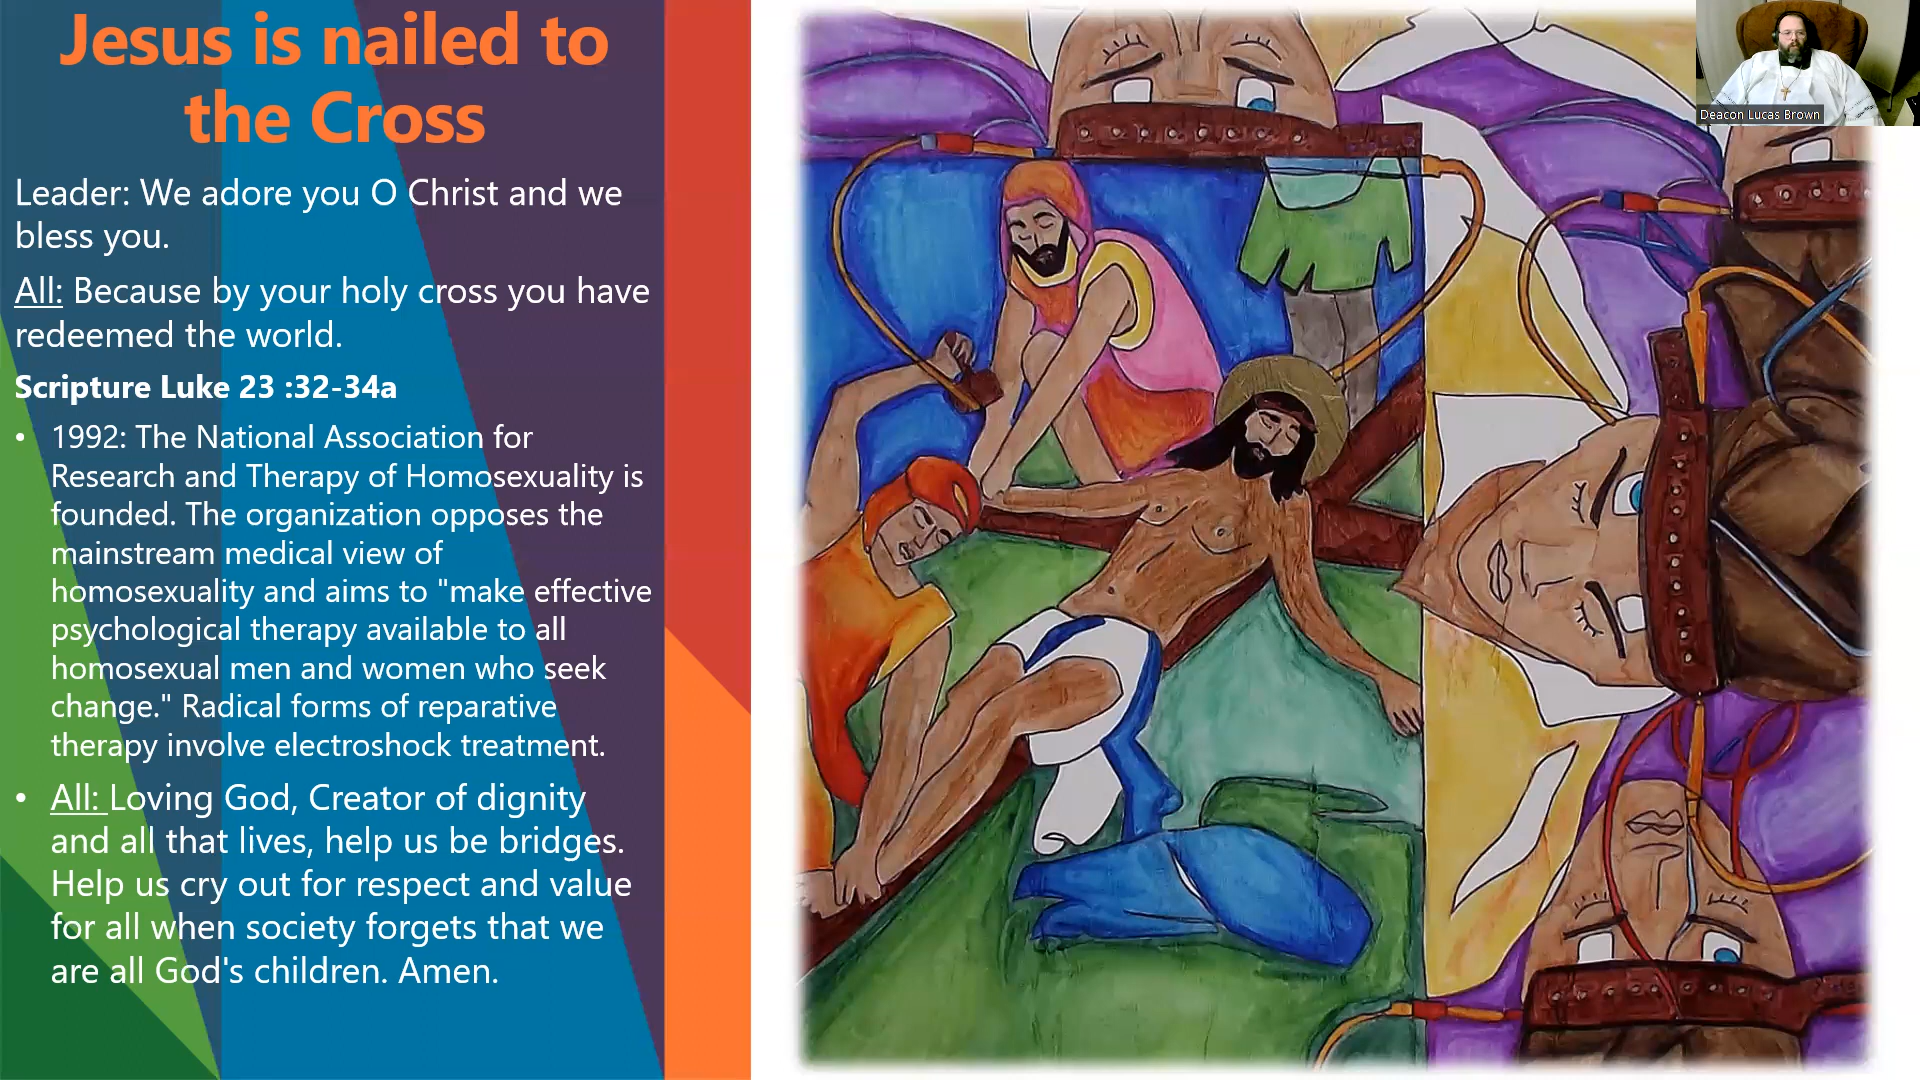 Jesus is nailed to
the Cross
Leader: We adore you O Christ and we
bless you.
All: Because by your holy cross you have
redeemed the world.
Scripture Luke 23 :32-34a
• 1992: The National Association for
Research and Therapy of Homosexuality is
founded. The organization opposes the
mainstream medical view of
homosexuality and aims to "make effective
psychological therapy available to all
homosexual men and women who seek
change." Radical forms of reparative
therapy involve electroshock treatment.
• All: Loving God, Creator of dignity
and all that lives, help us be bridges.
Help us cry out for respect and value
for all when society forgets that we
are all God's children. Amen.
Deacon Lucas Brown